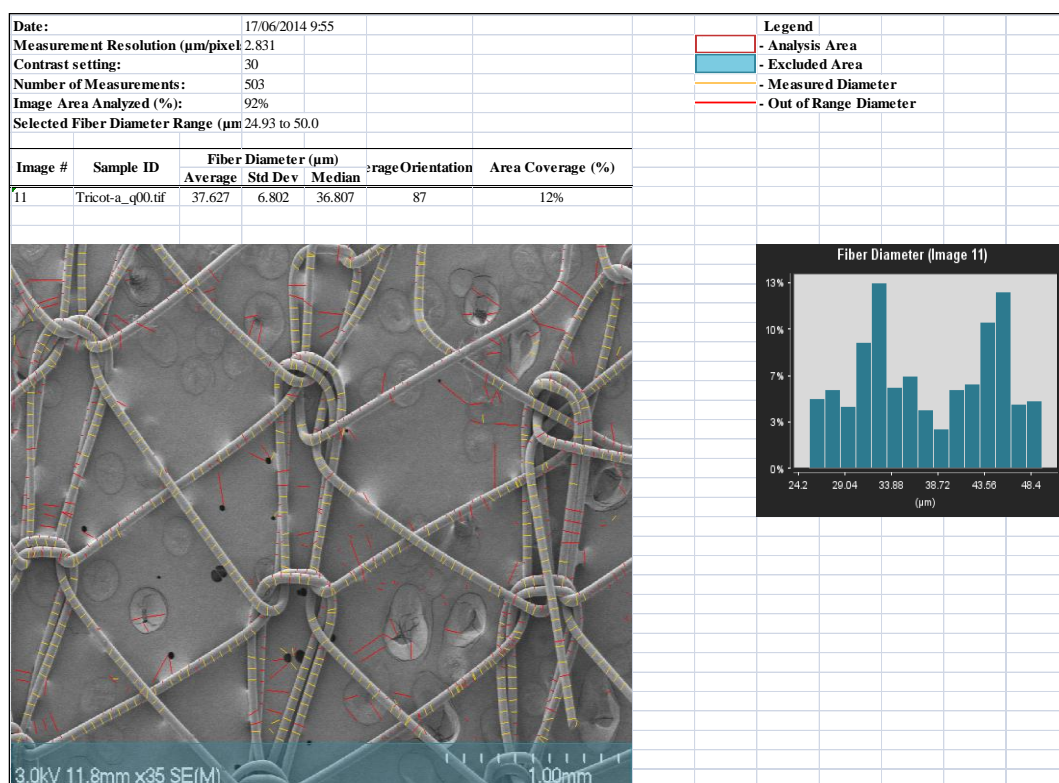 Date: 17/06/2014 9:55
Measurement Resolution (µm/pixel 2.831
Contrast setting: 30
Number of Measurements: 503
Image Area Analyzed (%): 92%
Selected Fiber Diameter Range (µm 24.93 to 50.0
Legend
- Analysis Area
- Excluded Area
- Measured Diameter
- Out of Range Diameter
Image # Sample ID Fiber Diameter (µm) erage Orientation Area Coverage (%)
Average Std Dev Median
11 Tricot-a_q00.tif 37.627 6.802 36.807 87 12%
Fiber Diameter (Image 11)
13%
10%
7%
3%
0%
24.2 29.04 33.88 38.72 43.56 48.4
(µm)
3.0kV 11.8mm x35 SE(M) 1.00mm